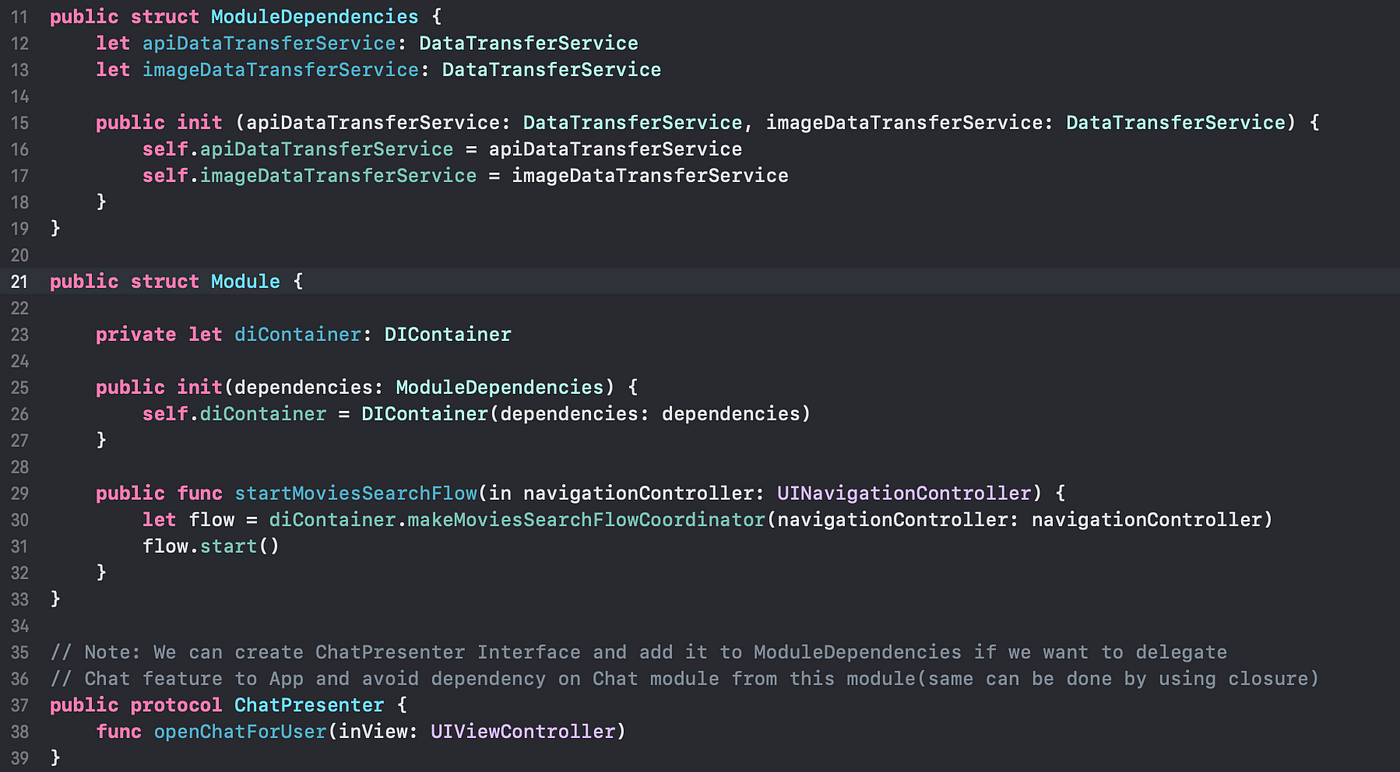 11 public struct ModuleDependencies {
12     let apiDataTransferService: DataTransferService
13     let imageDataTransferService: DataTransferService
14
15     public init (apiDataTransferService: DataTransferService, imageDataTransferService: DataTransferService) {
16         self.apiDataTransferService = apiDataTransferService
17         self.imageDataTransferService = imageDataTransferService
18     }
19 }
20
21 public struct Module {
22
23     private let diContainer: DIContainer
24
25     public init(dependencies: ModuleDependencies) {
26         self.diContainer = DIContainer(dependencies: dependencies)
27     }
28
29     public func startMoviesSearchFlow(in navigationController: UINavigationController) {
30         let flow = diContainer.makeMoviesSearchFlowCoordinator(navigationController: navigationController)
31         flow.start()
32     }
33 }
34
35 // Note: We can create ChatPresenter Interface and add it to ModuleDependencies if we want to delegate
36 // Chat feature to App and avoid dependency on Chat module from this module(same can be done by using closure)
37 public protocol ChatPresenter {
38     func openChatForUser(inView: UIViewController)
39 }